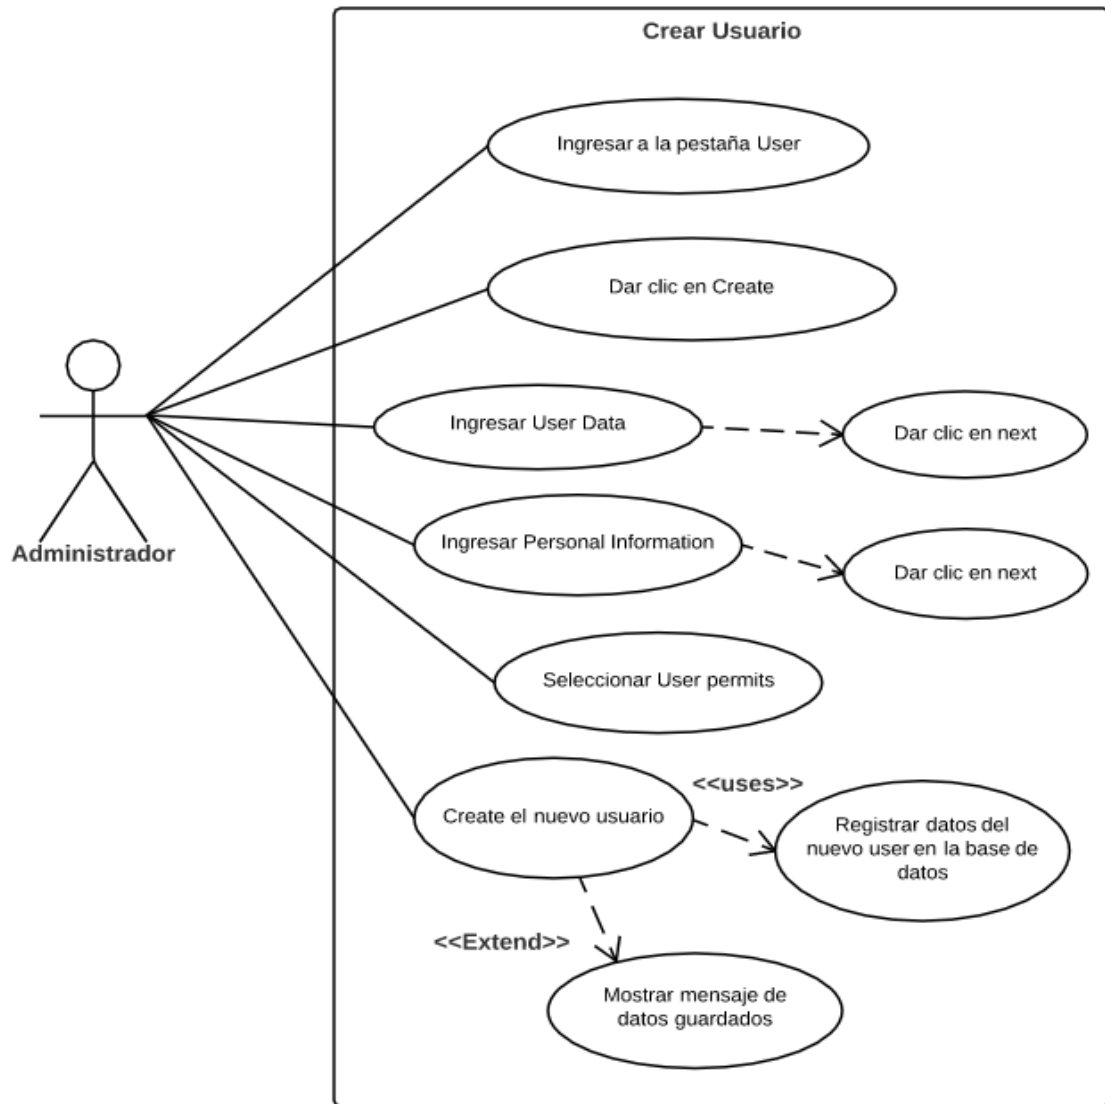 Crear Usuario
Ingresar a la pestaña User
Dar clic en Create
Ingresar User Data
Dar clic en next
Administrador
Ingresar Personal Information
Dar clic en next
Seleccionar User permits
<<uses>>
Create el nuevo usuario
Registrar datos del
nuevo user en la base de
datos
<<Extend>>
Mostrar mensaje de
datos guardados